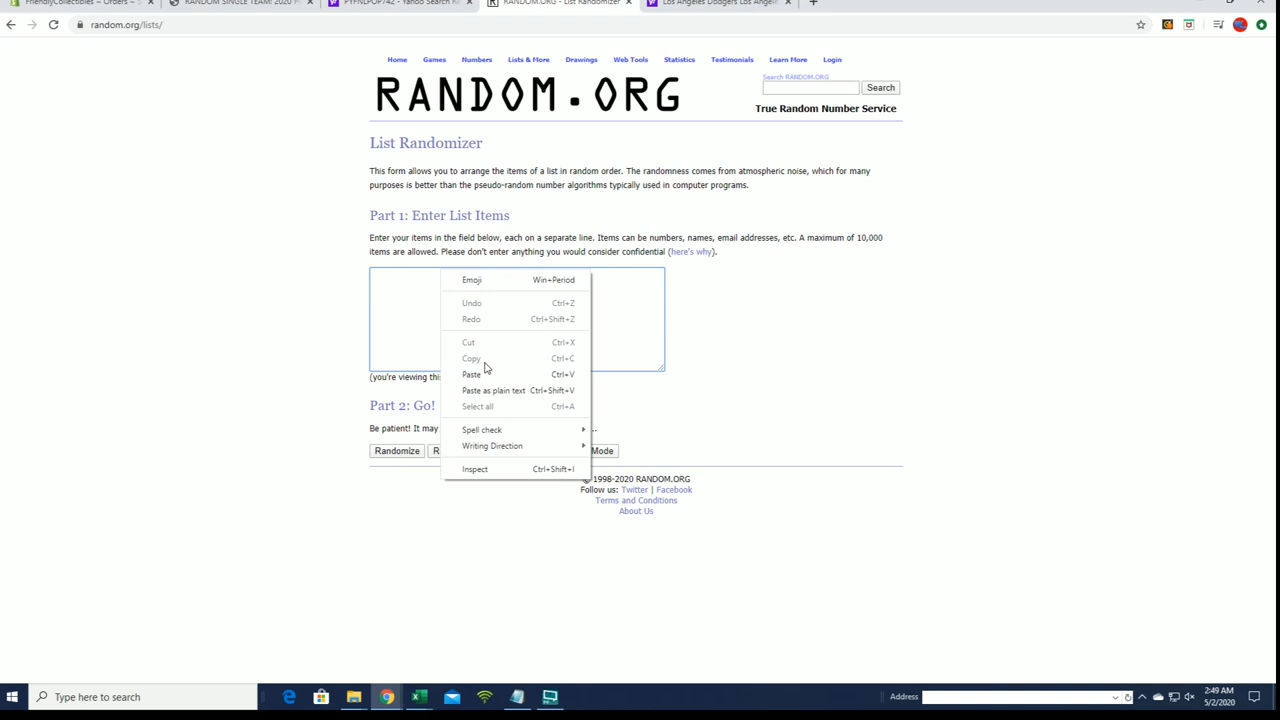 FriendlyCollectibles ~ Orders ~ S
RANDOM SINGLE TEAM: 2020
PYFNLPOP742 - Yahoo Search
RANDOM.ORG - List Randomizer
Los Angeles Dodgers Los Angele
random.org/lists/
Home Games Numbers Lists & More Drawings Web Tools Statistics Testimonials Learn More Login
RANDOM.ORG
Search RANDOM.ORG
Search
True Random Number Service
List Randomizer
This form allows you to arrange the items of a list in random order. The randomness comes from atmospheric noise, which for many
purposes is better than the pseudo-random number algorithms typically used in computer programs.
Part 1: Enter List Items
Enter your items in the field below, each on a separate line. Items can be numbers, names, email addresses, etc. A maximum of 10,000
items are allowed. Please don't enter anything you would consider confidential (here's why).
Emoji Win+Period
Undo Ctrl+Z
Redo Ctrl+Shift+Z
Cut Ctrl+X
Copy Ctrl+C
Paste Ctrl+V
Paste as plain text Ctrl+Shift+V
Select all Ctrl+A
Spell check
Writing Direction
Inspect Ctrl+Shift+I
(you're viewing thi
Part 2: Go!
Be patient! It may ...
Randomize R Mode
© 1998-2020 RANDOM.ORG
Follow us: Twitter | Facebook
Terms and Conditions
About Us
Type here to search
Address
2:49 AM
5/2/2020